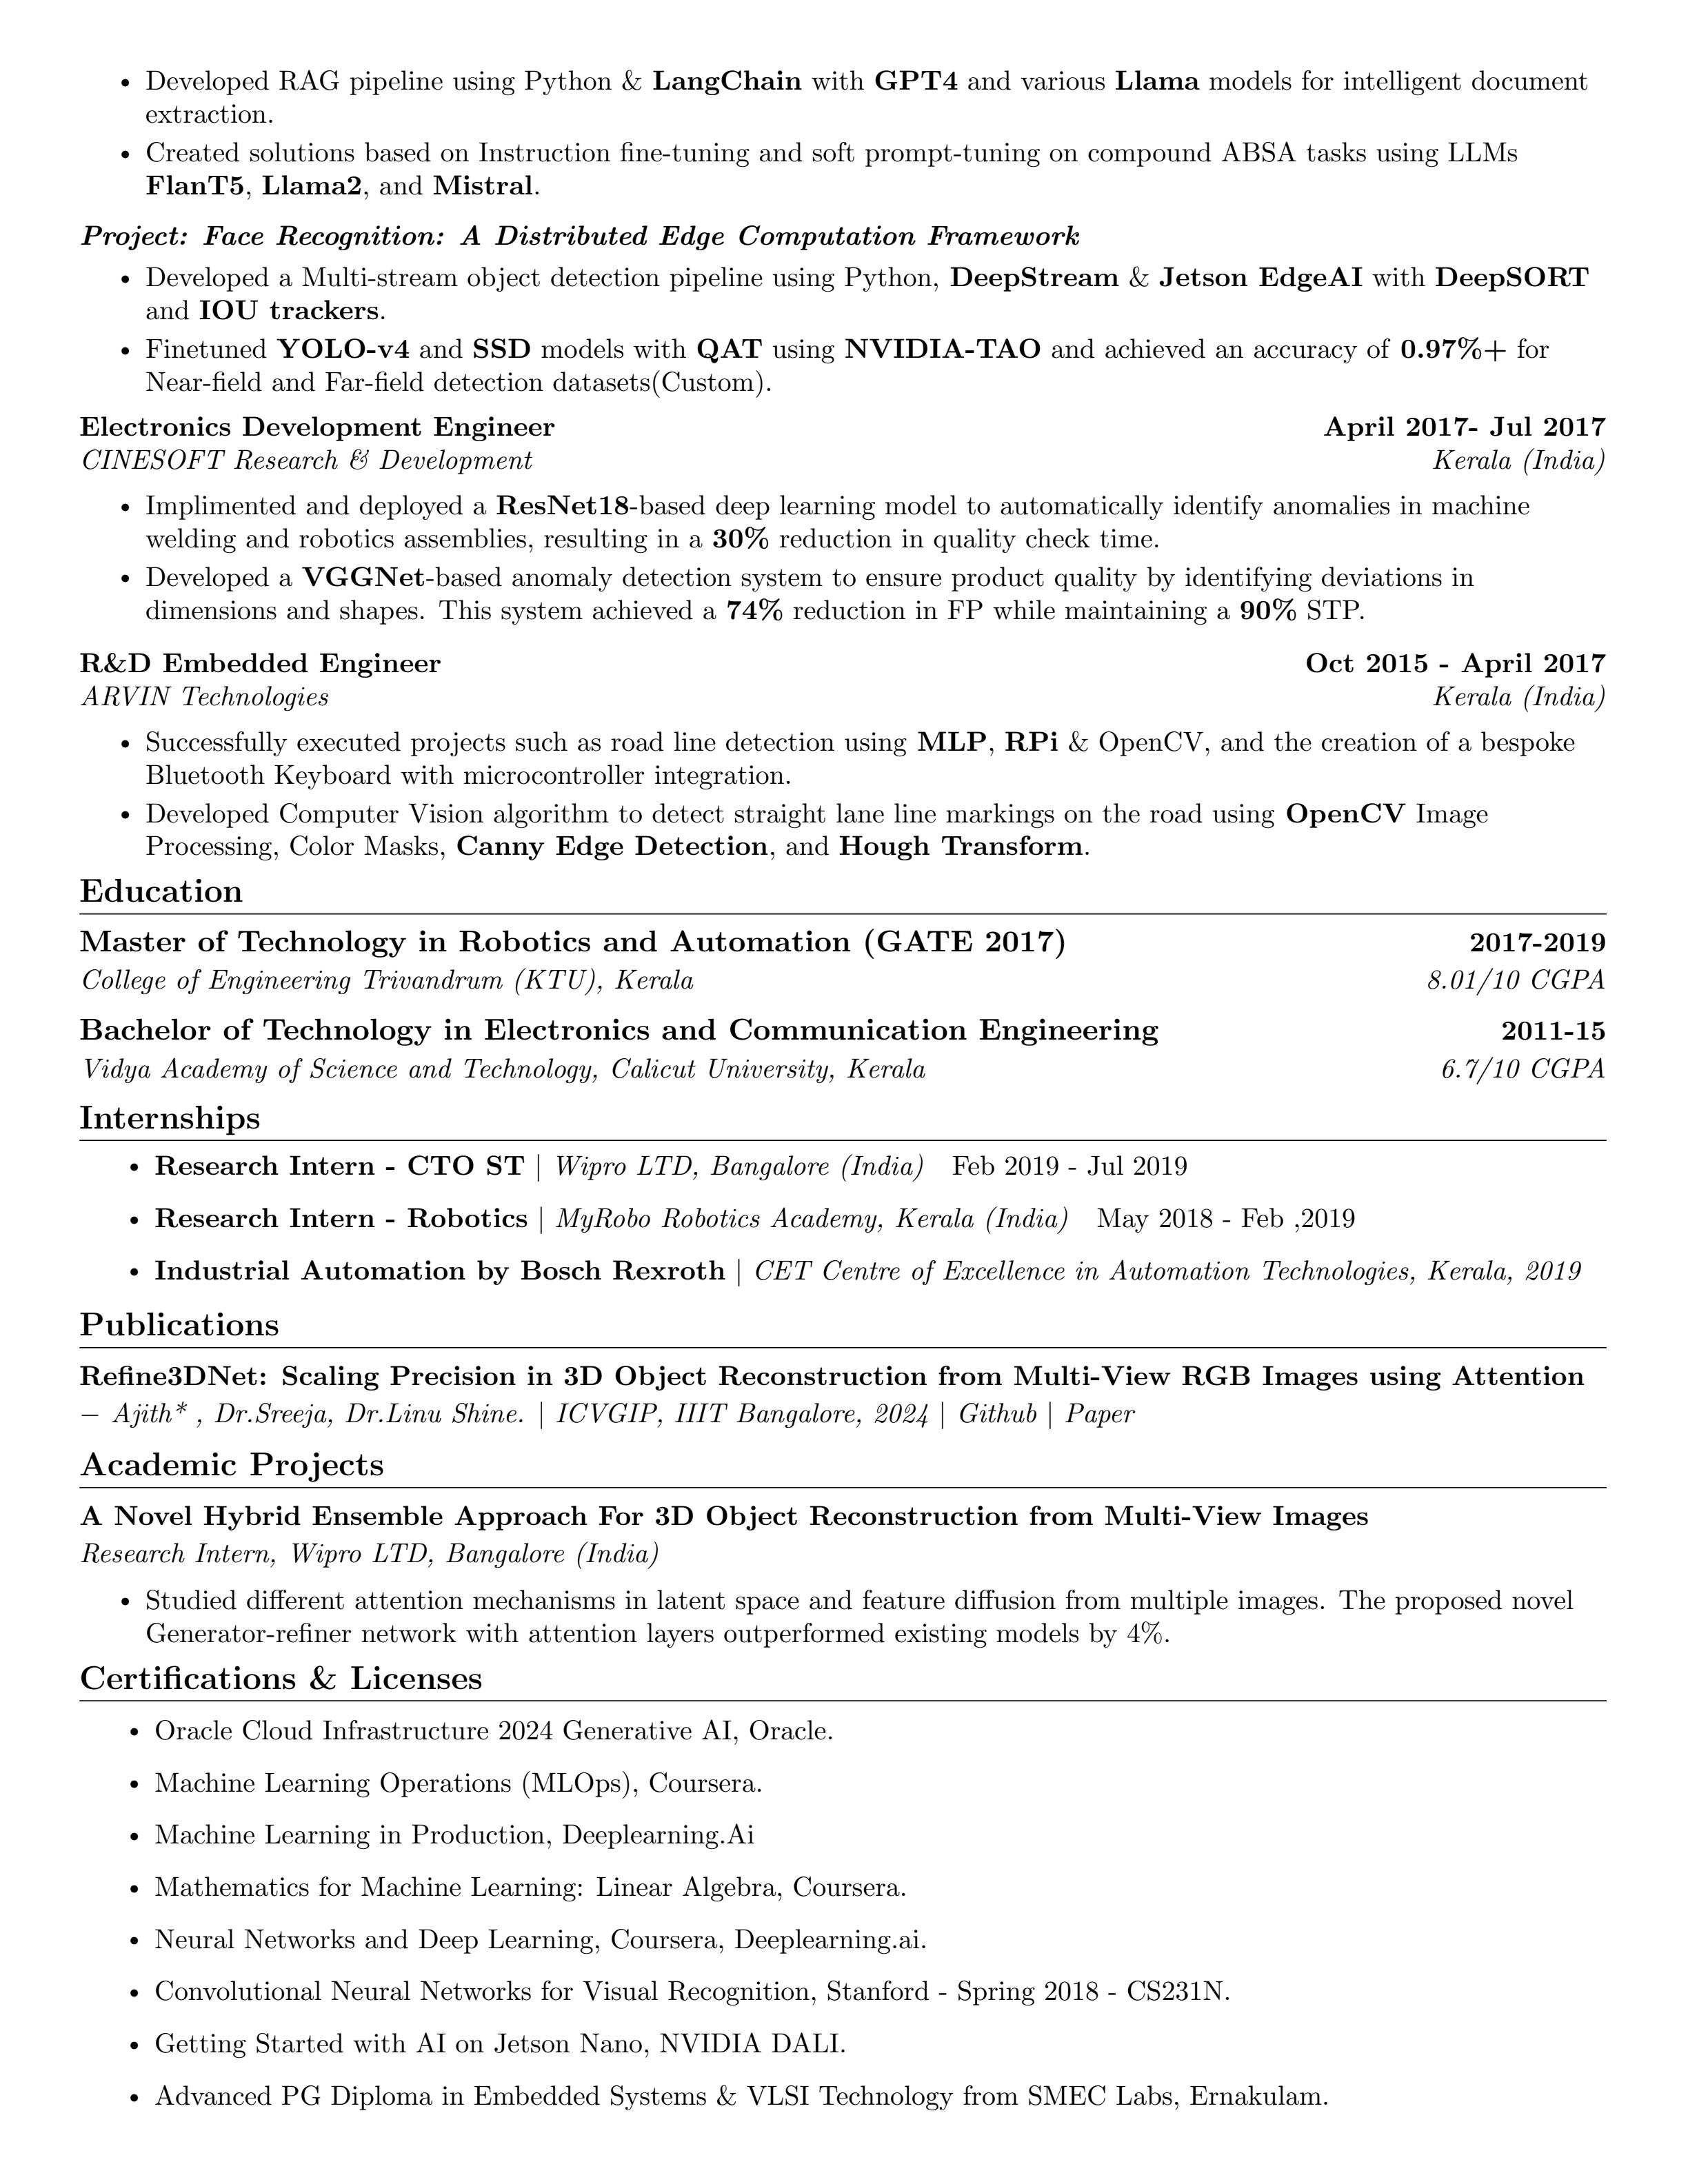 • Developed RAG pipeline using Python & LangChain with GPT4 and various Llama models for intelligent document
extraction.
• Created solutions based on Instruction fine-tuning and soft prompt-tuning on compound ABSA tasks using LLMs
FlanT5, Llama2, and Mistral.
Project: Face Recognition: A Distributed Edge Computation Framework
• Developed a Multi-stream object detection pipeline using Python, DeepStream & Jetson EdgeAI with DeepSORT
and IOU trackers.
• Finetuned YOLO-v4 and SSD models with QAT using NVIDIA-TAO and achieved an accuracy of 0.97%+ for
Near-field and Far-field detection datasets(Custom).
Electronics Development Engineer April 2017- Jul 2017
CINESOFT Research & Development Kerala (India)
• Implimented and deployed a ResNet18-based deep learning model to automatically identify anomalies in machine
welding and robotics assemblies, resulting in a 30% reduction in quality check time.
• Developed a VGGNet-based anomaly detection system to ensure product quality by identifying deviations in
dimensions and shapes. This system achieved a 74% reduction in FP while maintaining a 90% STP.
R&D Embedded Engineer Oct 2015 - April 2017
ARVIN Technologies Kerala (India)
• Successfully executed projects such as road line detection using MLP, RPi & OpenCV, and the creation of a bespoke
Bluetooth Keyboard with microcontroller integration.
• Developed Computer Vision algorithm to detect straight lane line markings on the road using OpenCV Image
Processing, Color Masks, Canny Edge Detection, and Hough Transform.
Education
Master of Technology in Robotics and Automation (GATE 2017) 2017-2019
College of Engineering Trivandrum (KTU), Kerala 8.01/10 CGPA
Bachelor of Technology in Electronics and Communication Engineering 2011-15
Vidya Academy of Science and Technology, Calicut University, Kerala 6.7/10 CGPA
Internships
• Research Intern - CTO ST | Wipro LTD, Bangalore (India) Feb 2019 - Jul 2019
• Research Intern - Robotics | MyRobo Robotics Academy, Kerala (India) May 2018 - Feb ,2019
• Industrial Automation by Bosch Rexroth | CET Centre of Excellence in Automation Technologies, Kerala, 2019
Publications
Refine3DNet: Scaling Precision in 3D Object Reconstruction from Multi-View RGB Images using Attention
– Ajith* , Dr.Sreeja, Dr.Linu Shine. | ICVGIP, IIIT Bangalore, 2024 | Github | Paper
Academic Projects
A Novel Hybrid Ensemble Approach For 3D Object Reconstruction from Multi-View Images
Research Intern, Wipro LTD, Bangalore (India)
• Studied different attention mechanisms in latent space and feature diffusion from multiple images. The proposed novel
Generator-refiner network with attention layers outperformed existing models by 4%.
Certifications & Licenses
• Oracle Cloud Infrastructure 2024 Generative AI, Oracle.
• Machine Learning Operations (MLOps), Coursera.
• Machine Learning in Production, Deeplearning.Ai
• Mathematics for Machine Learning: Linear Algebra, Coursera.
• Neural Networks and Deep Learning, Coursera, Deeplearning.ai.
• Convolutional Neural Networks for Visual Recognition, Stanford - Spring 2018 - CS231N.
• Getting Started with AI on Jetson Nano, NVIDIA DALI.
• Advanced PG Diploma in Embedded Systems & VLSI Technology from SMEC Labs, Ernakulam.